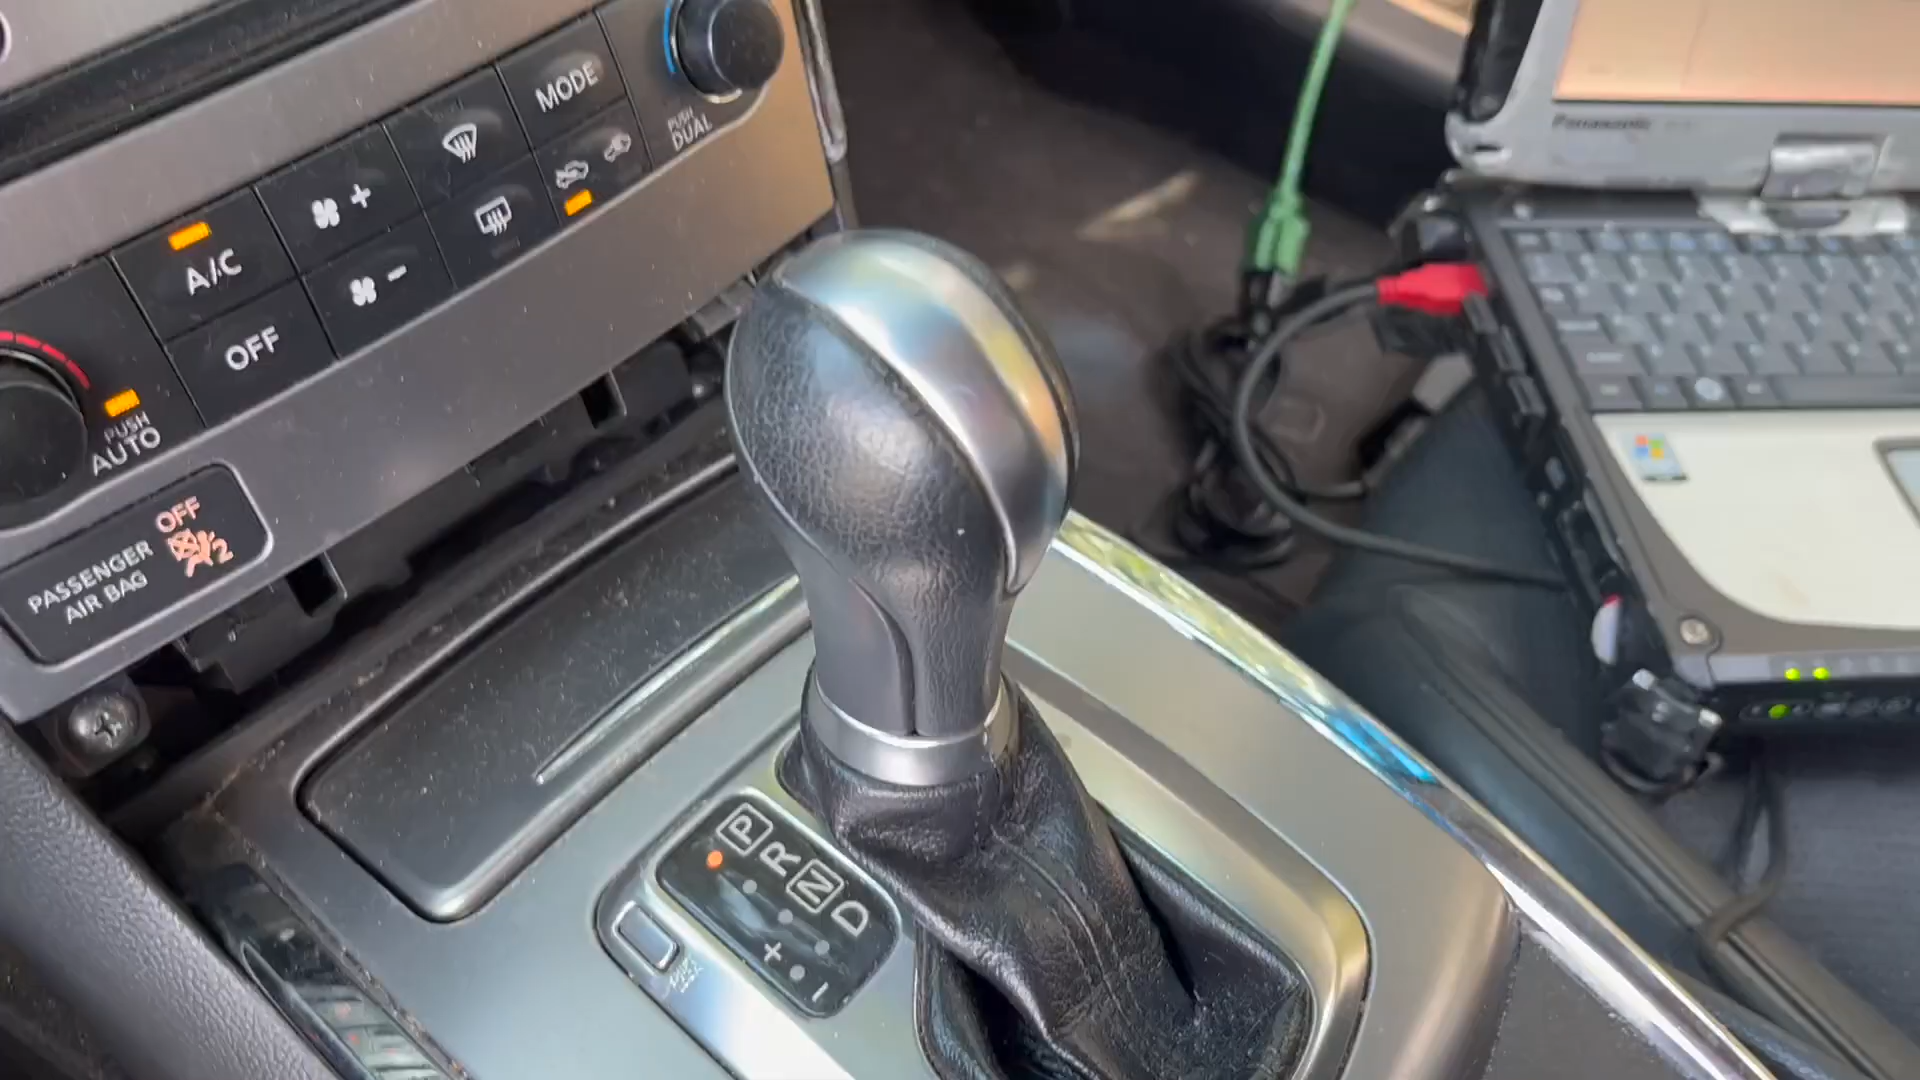 MODE
PUSH
DUAL
A/C
+
-
OFF
PUSH
AUTO
OFF
PASSENGER
AIR BAG
2
Panasonic
P
R
N
D
+
-